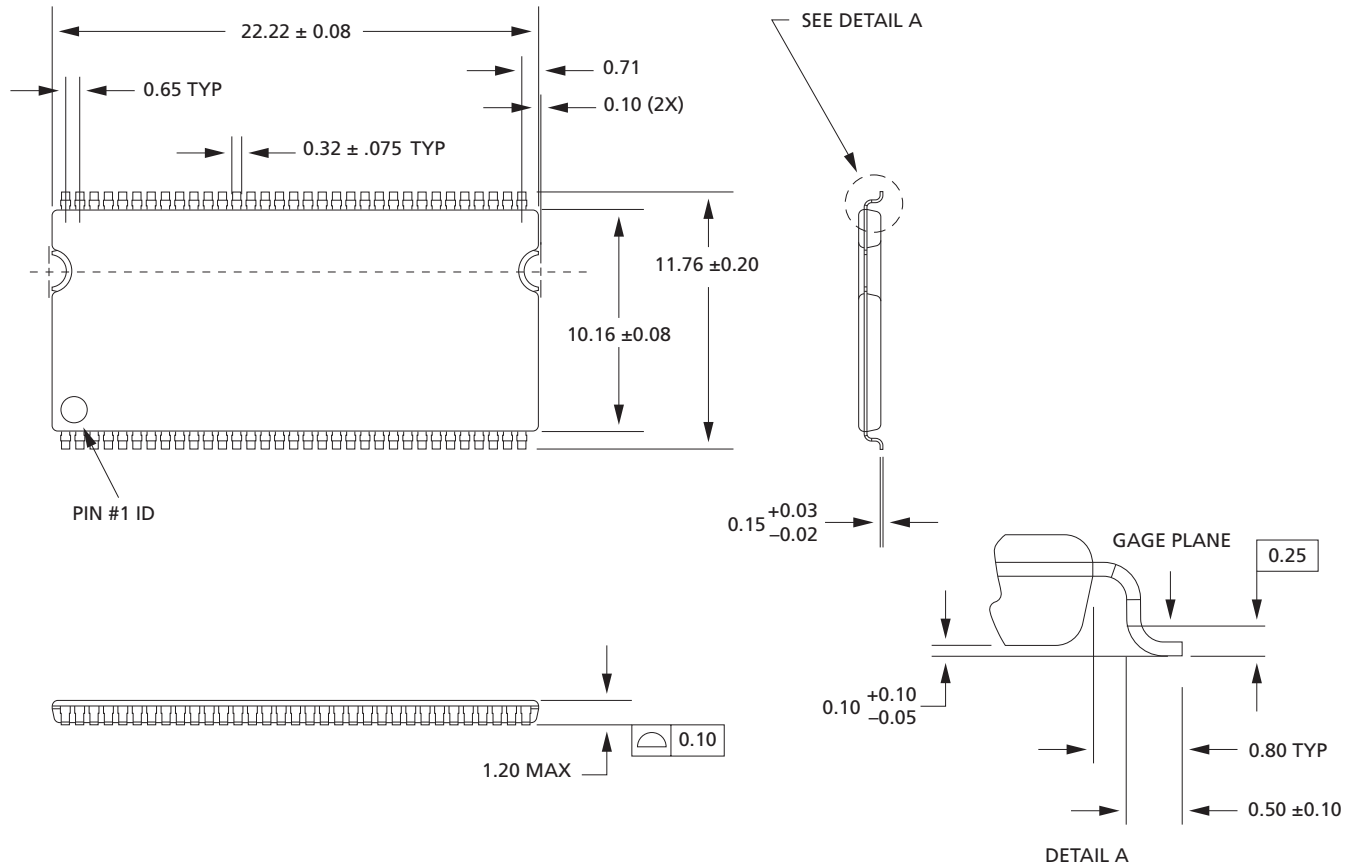 22.22 ± 0.08
SEE DETAIL A
0.71
0.65 TYP
0.10 (2X)
0.32 ± .075 TYP
11.76 ±0.20
10.16 ±0.08
PIN #1 ID
0.15 +0.03
–0.02
GAGE PLANE
0.25
0.10 +0.10
–0.05
0.10
1.20 MAX
0.80 TYP
0.50 ±0.10
DETAIL A